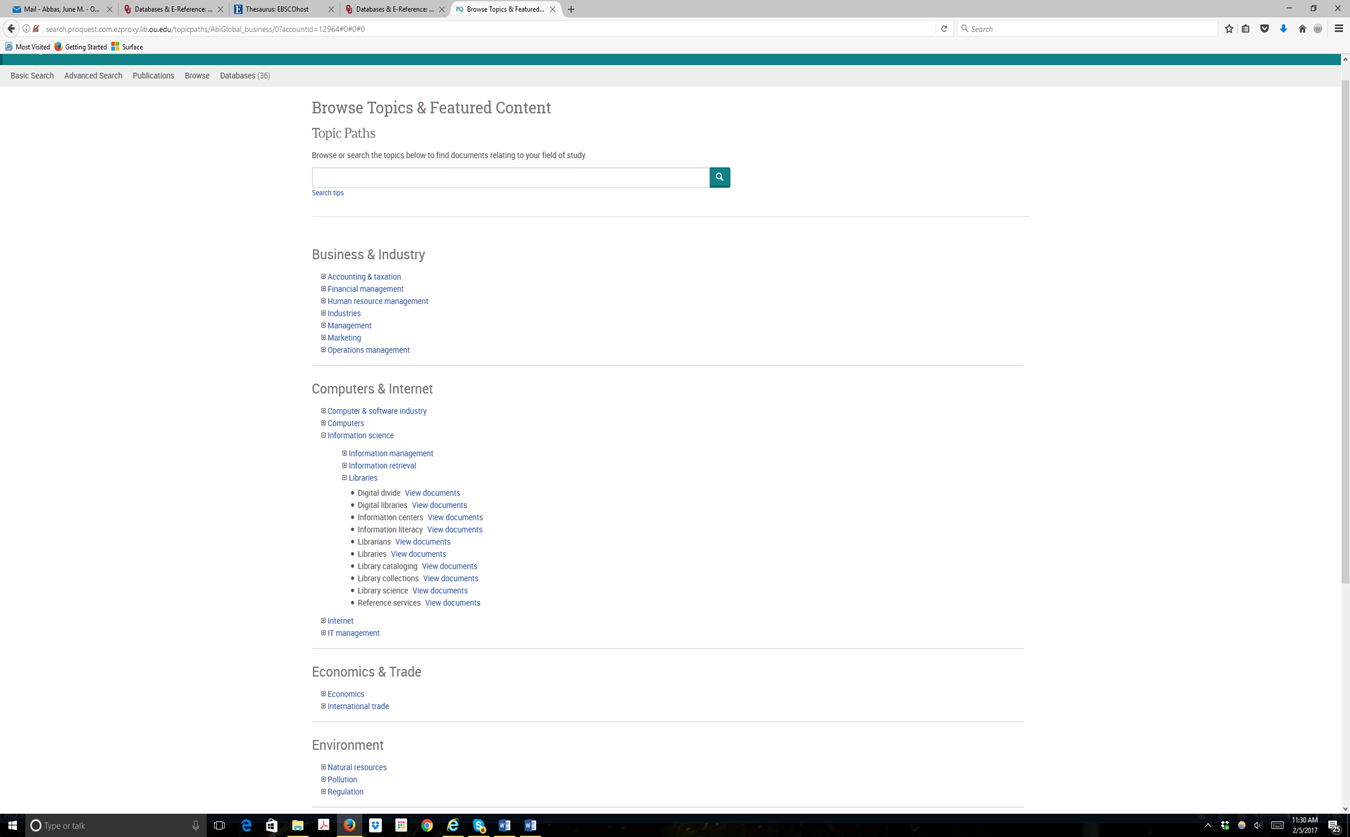 Mail - Abbas, June M. - O...
Databases & E-Reference: ...
Thesaurus: EBSCOhost
Databases & E-Reference: ...
PQ Browse Topics & Featured...
search.proquest.com.ezproxy.lib.ou.edu/topicpaths/AbiGlobal_business/0?accountid=12964#0#0#0
Search
Most Visited Getting Started Surface
Basic Search Advanced Search Publications Browse Databases (36)
Browse Topics & Featured Content
Topic Paths
Browse or search the topics below to find documents relating to your field of study.
Search tips
Business & Industry
Accounting & taxation
Financial management
Human resource management
Industries
Management
Marketing
Operations management
Computers & Internet
Computer & software industry
Computers
Information science
Information management
Information retrieval
Libraries
Digital divide View documents
Digital libraries View documents
Information centers View documents
Information literacy View documents
Librarians View documents
Libraries View documents
Library cataloging View documents
Library collections View documents
Library science View documents
Reference services View documents
Internet
IT management
Economics & Trade
Economics
International trade
Environment
Natural resources
Pollution
Regulation
Type or talk
11:30 AM
2/5/2017
25